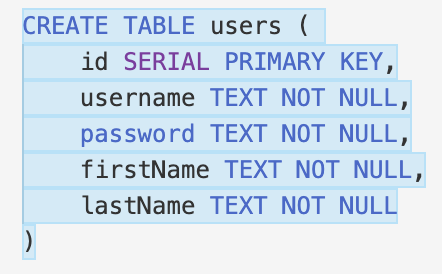 CREATE TABLE users (
    id SERIAL PRIMARY KEY,
    username TEXT NOT NULL,
    password TEXT NOT NULL,
    firstName TEXT NOT NULL,
    lastName TEXT NOT NULL
)